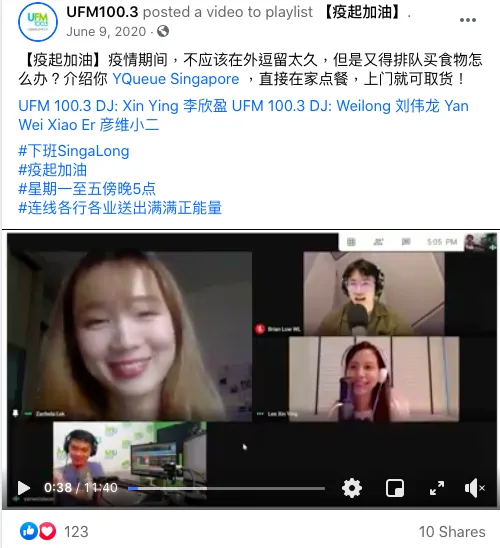 UFM100.3 posted a video to playlist 【疫起加油】.
June 9, 2020
【疫起加油】疫情期间，不应该在外逗留太久，但是又得排队买食物怎
么办？介绍你 YQueue Singapore ，直接在家点餐，上门就可取货！
UFM 100.3 DJ: Xin Ying 李欣盈 UFM 100.3 DJ: Weilong 刘伟龙 Yan
Wei Xiao Er 彦维小二
#下班SingaLong
#疫起加油
#星期一至五傍晚5点
#连线各行各业送出满满正能量
5:05 PM
Brian Low WL
Zechela Lek
Lee Xin Ying
0:38 / 11:40
123
10 Shares